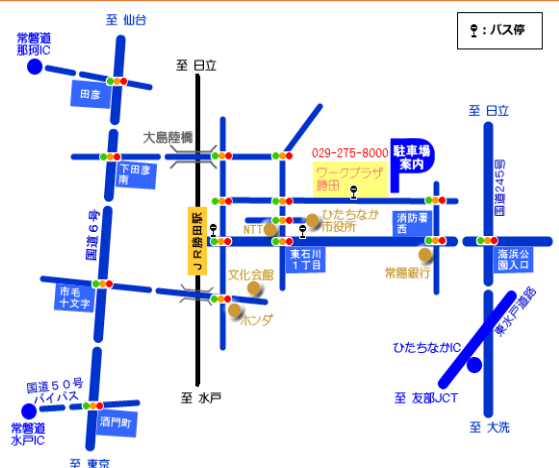 至 仙台
：バス停
常磐道
那珂IC
至 日立
田彦
大島陸橋
至 日立
029-275-8000
駐車場
案内
下田彦
南
ワークプラザ
勝田
国道245号
国道6号
JR勝田駅
ひたちなか
市役所
消防署
西
NTT
東石川
1丁目
海浜公
園入口
常陽銀行
文化会館
市毛
十文字
ホンダ
東水戸道路
ひたちなかIC
国道50号
バイパス
至 水戸
至 友部JCT
酒門町
常磐道
水戸IC
至 大洗
至 東京